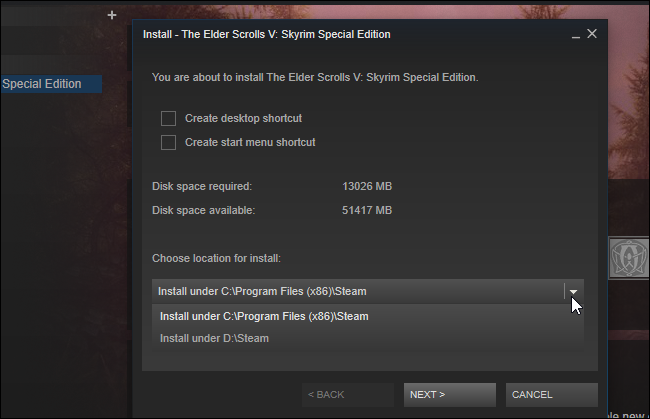 +
Install - The Elder Scrolls V: Skyrim Special Edition
Special Edition
You are about to install The Elder Scrolls V: Skyrim Special Edition.
Create desktop shortcut
Create start menu shortcut
Disk space required: 13026 MB
Disk space available: 51417 MB
Choose location for install:
Install under C:\Program Files (x86)\Steam
Install under C:\Program Files (x86)\Steam
Install under D:\Steam
< BACK NEXT > CANCEL
new